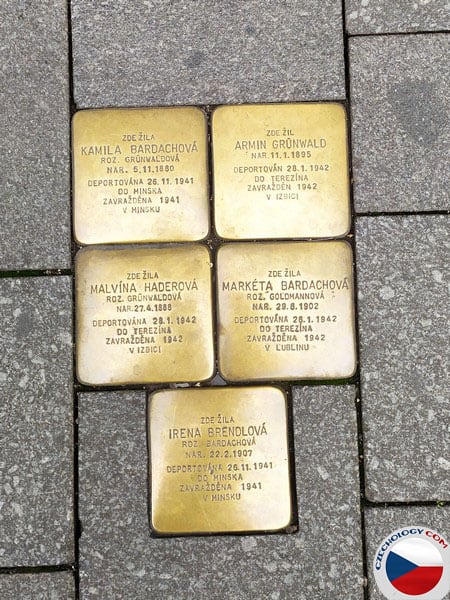 ZDE ŽILA
KAMILA BARDACHOVÁ
ROZ. GRÜNWALDOVÁ
NAR. 5.11.1880
DEPORTOVÁNA 26.11.1941
DO MINSKA
ZAVRAŽDĚNA 1941
V MINSKU
ZDE ŽIL
ARMIN GRÜNWALD
NAR. 11.1.1895
DEPORTOVÁN 28.1.1942
DO TEREZÍNA
ZAVRAŽDĚN 1942
V IZBICI
ZDE ŽILA
MALVÍNA HADEROVÁ
ROZ. GRÜNWALDOVÁ
NAR. 27.4.1888
DEPORTOVÁNA 28.1.1942
DO TEREZÍNA
ZAVRAŽDĚNA 1942
V IZBICI
ZDE ŽILA
MARKÉTA BARDACHOVÁ
ROZ. GOLDMANNOVÁ
NAR. 29.8.1902
DEPORTOVÁNA 28.1.1942
DO TEREZÍNA
ZAVRAŽDĚNA 1942
V ĽUBLINU
ZDE ŽILA
IRENA BRENDLOVÁ
ROZ. BARDACHOVÁ
NAR. 22.2.1907
DEPORTOVÁNA 26.11.1941
DO MINSKA
ZAVRAŽDĚNA 1941
V MINSKU
CZECHOLOGY.COM